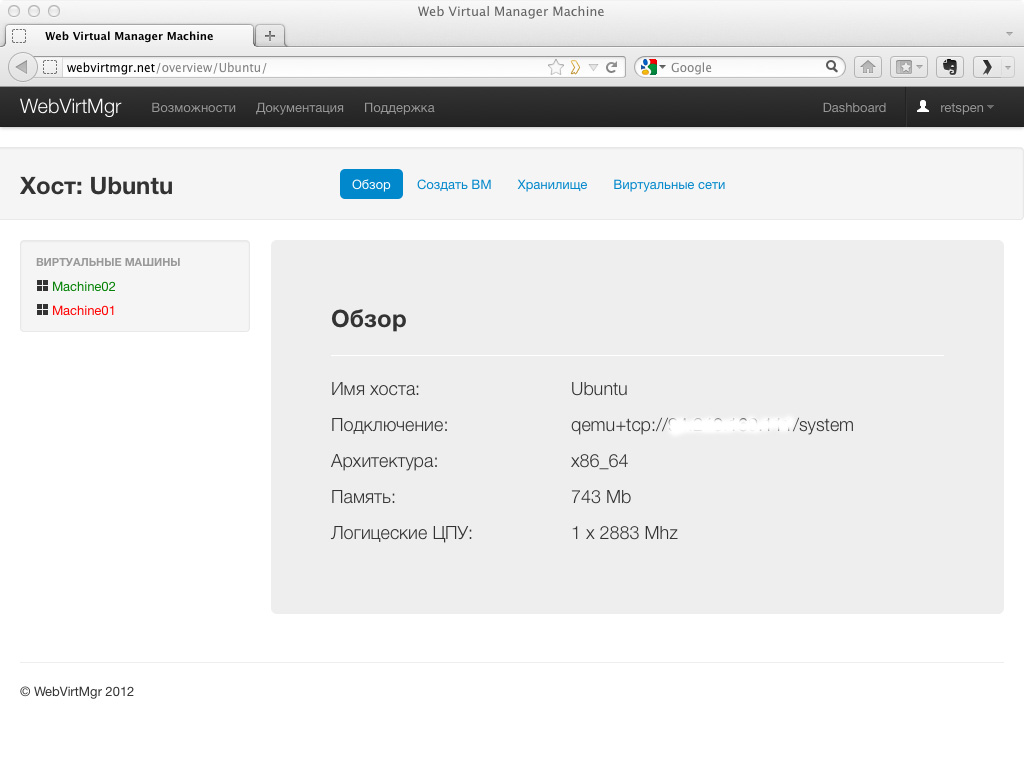 Web Virtual Manager Machine
Web Virtual Manager Machine
webvirtmgr.net/overview/Ubuntu/
Google
WebVirtMgr Возможности Документация Поддержка Dashboard retspen
Хост: Ubuntu Обзор Создать ВМ Хранилище Виртуальные сети
ВИРТУАЛЬНЫЕ МАШИНЫ
Machine02
Machine01
Обзор
Имя хоста: Ubuntu
Подключение: qemu+tcp:// /system
Архитектура: x86_64
Память: 743 Mb
Логицеские ЦПУ: 1 x 2883 Mhz
© WebVirtMgr 2012